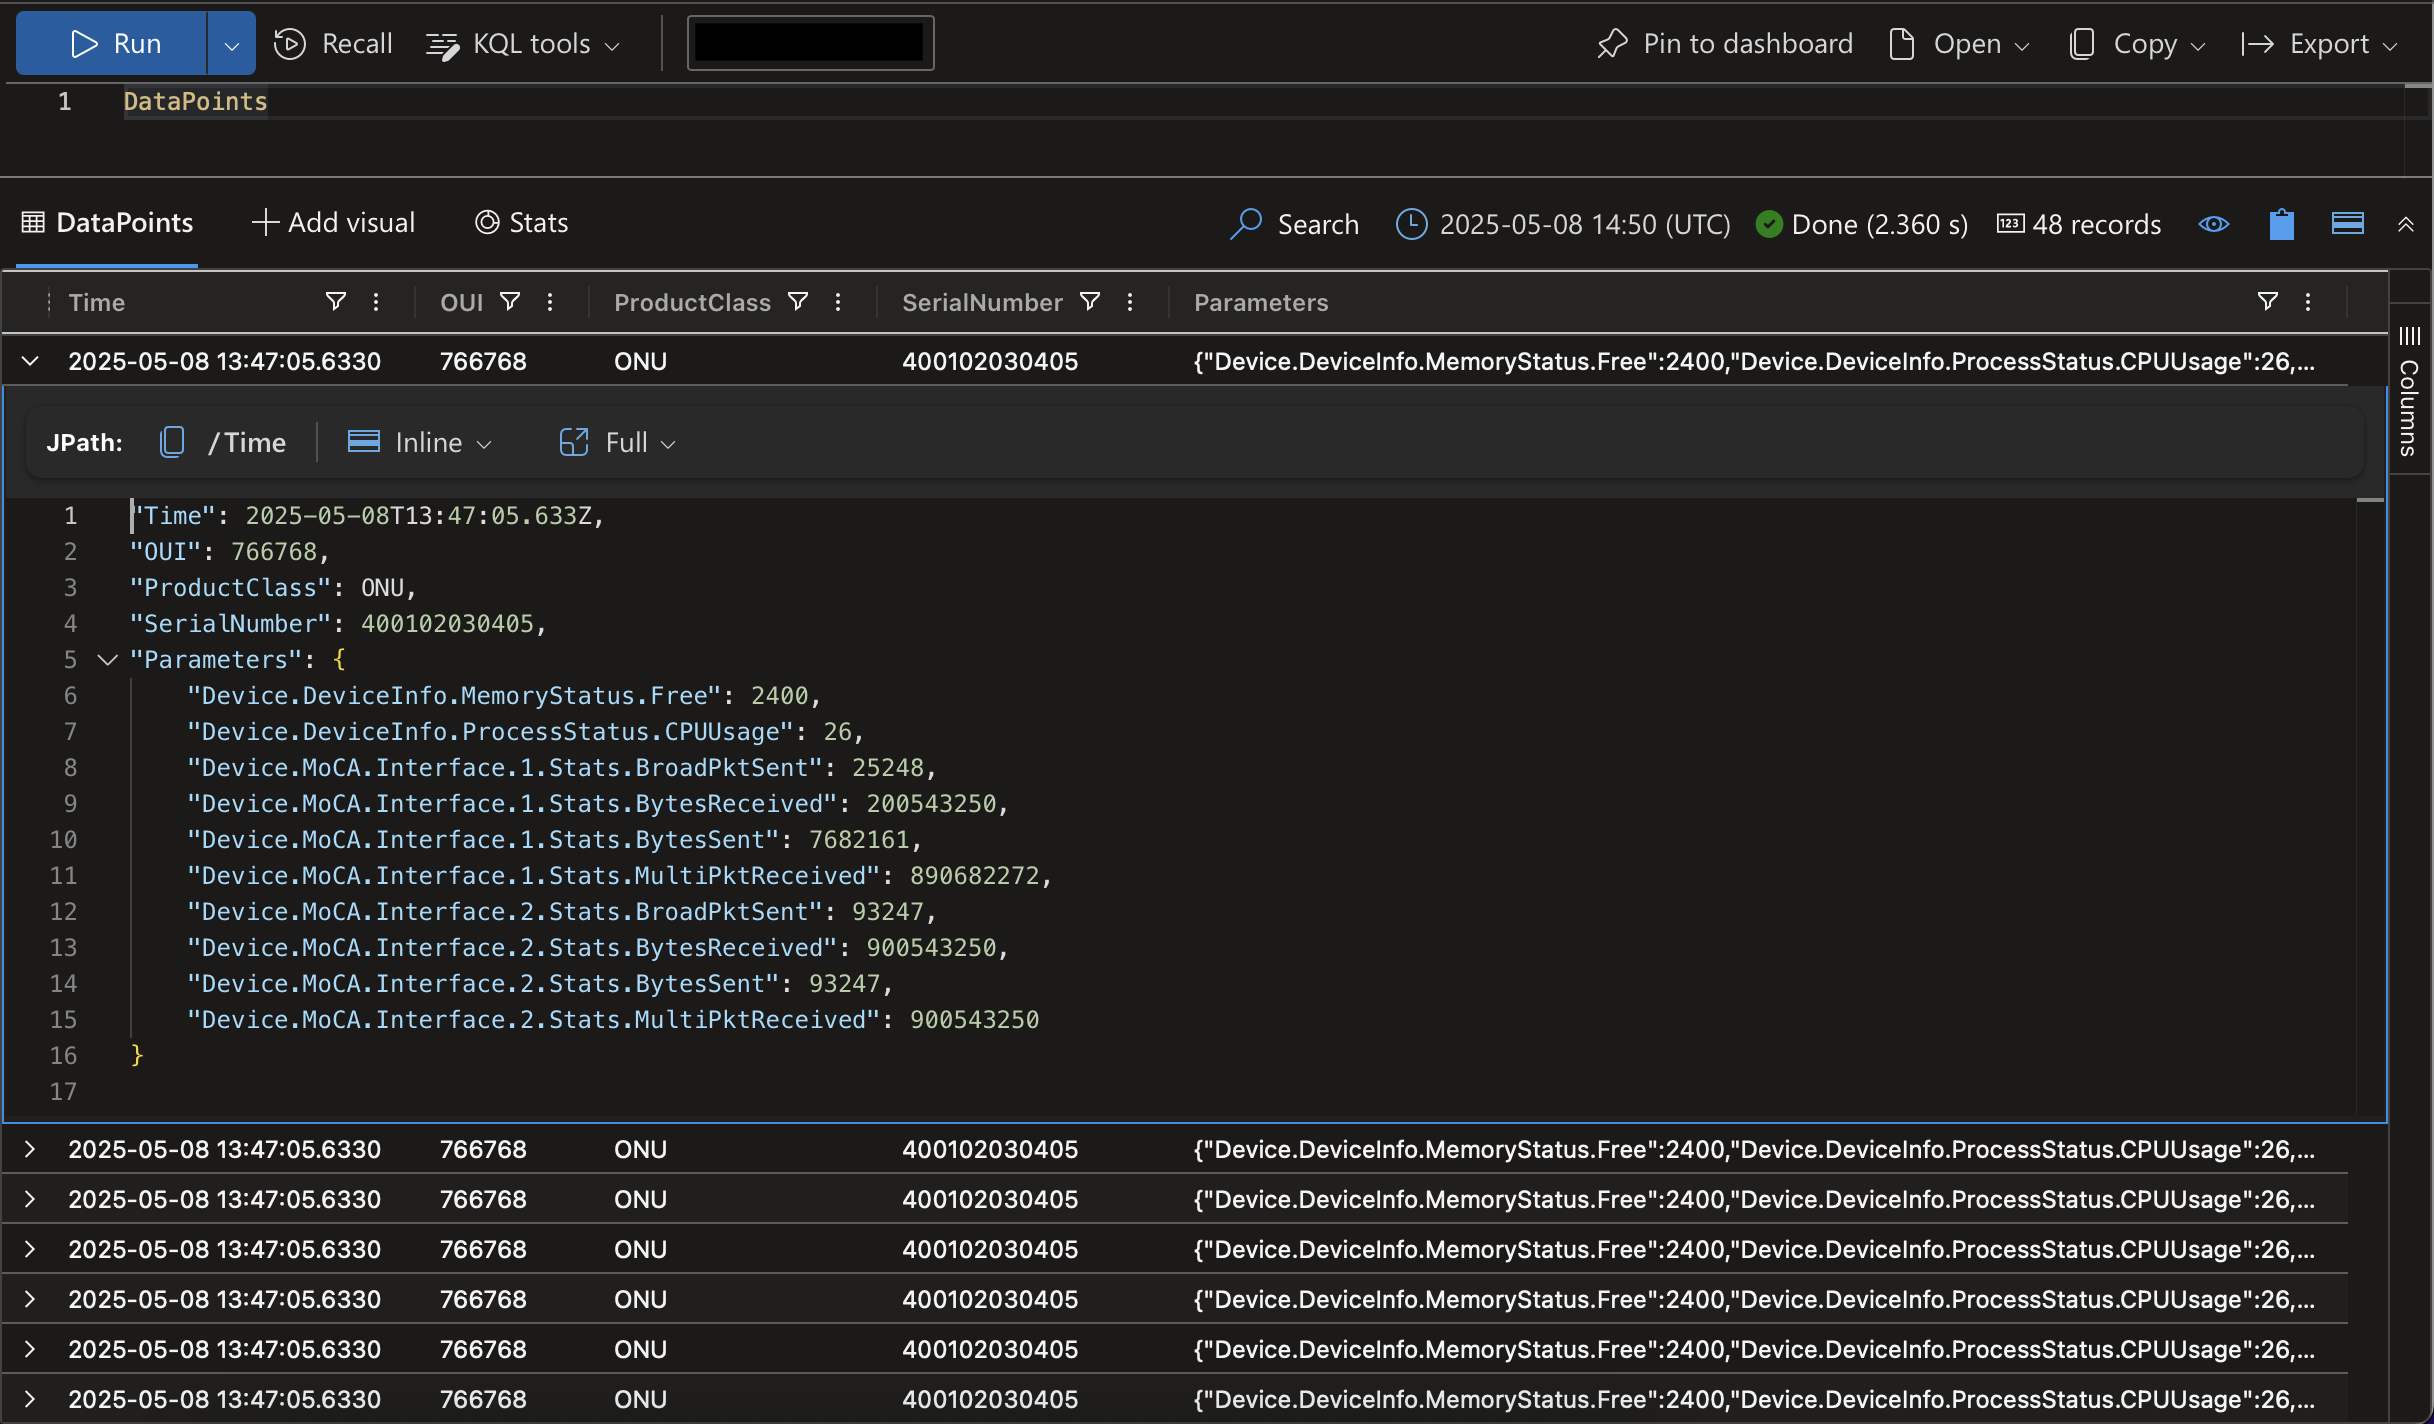 Run Recall KQL tools Pin to dashboard Open Copy Export
1 DataPoints
DataPoints Add visual Stats Search 2025-05-08 14:50 (UTC) Done (2.360 s) 123 48 records
Time OUI ProductClass SerialNumber Parameters
Columns
2025-05-08 13:47:05.6330 766768 ONU 400102030405 {"Device.DeviceInfo.MemoryStatus.Free":2400,"Device.DeviceInfo.ProcessStatus.CPUUsage":26,...
JPath: /Time Inline Full
1 "Time": 2025-05-08T13:47:05.633Z,
2 "OUI": 766768,
3 "ProductClass": ONU,
4 "SerialNumber": 400102030405,
5 "Parameters": {
6 "Device.DeviceInfo.MemoryStatus.Free": 2400,
7 "Device.DeviceInfo.ProcessStatus.CPUUsage": 26,
8 "Device.MoCA.Interface.1.Stats.BroadPktSent": 25248,
9 "Device.MoCA.Interface.1.Stats.BytesReceived": 200543250,
10 "Device.MoCA.Interface.1.Stats.BytesSent": 7682161,
11 "Device.MoCA.Interface.1.Stats.MultiPktReceived": 890682272,
12 "Device.MoCA.Interface.2.Stats.BroadPktSent": 93247,
13 "Device.MoCA.Interface.2.Stats.BytesReceived": 900543250,
14 "Device.MoCA.Interface.2.Stats.BytesSent": 93247,
15 "Device.MoCA.Interface.2.Stats.MultiPktReceived": 900543250
16 }
17
2025-05-08 13:47:05.6330 766768 ONU 400102030405 {"Device.DeviceInfo.MemoryStatus.Free":2400,"Device.DeviceInfo.ProcessStatus.CPUUsage":26,...
2025-05-08 13:47:05.6330 766768 ONU 400102030405 {"Device.DeviceInfo.MemoryStatus.Free":2400,"Device.DeviceInfo.ProcessStatus.CPUUsage":26,...
2025-05-08 13:47:05.6330 766768 ONU 400102030405 {"Device.DeviceInfo.MemoryStatus.Free":2400,"Device.DeviceInfo.ProcessStatus.CPUUsage":26,...
2025-05-08 13:47:05.6330 766768 ONU 400102030405 {"Device.DeviceInfo.MemoryStatus.Free":2400,"Device.DeviceInfo.ProcessStatus.CPUUsage":26,...
2025-05-08 13:47:05.6330 766768 ONU 400102030405 {"Device.DeviceInfo.MemoryStatus.Free":2400,"Device.DeviceInfo.ProcessStatus.CPUUsage":26,...
2025-05-08 13:47:05.6330 766768 ONU 400102030405 {"Device.DeviceInfo.MemoryStatus.Free":2400,"Device.DeviceInfo.ProcessStatus.CPUUsage":26,...